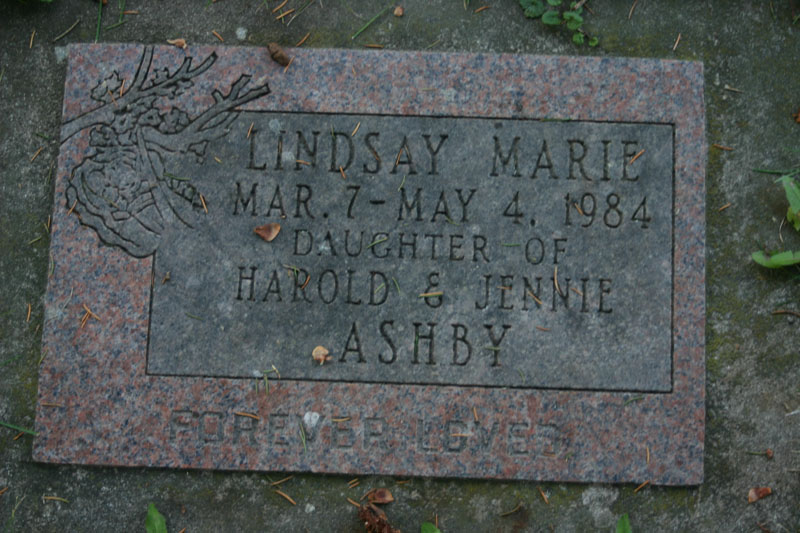 LINDSAY MARIE
MAR. 7 - MAY 4, 1984
DAUGHTER OF
HAROLD & JENNIE
ASHBY
FOREVER LOVED